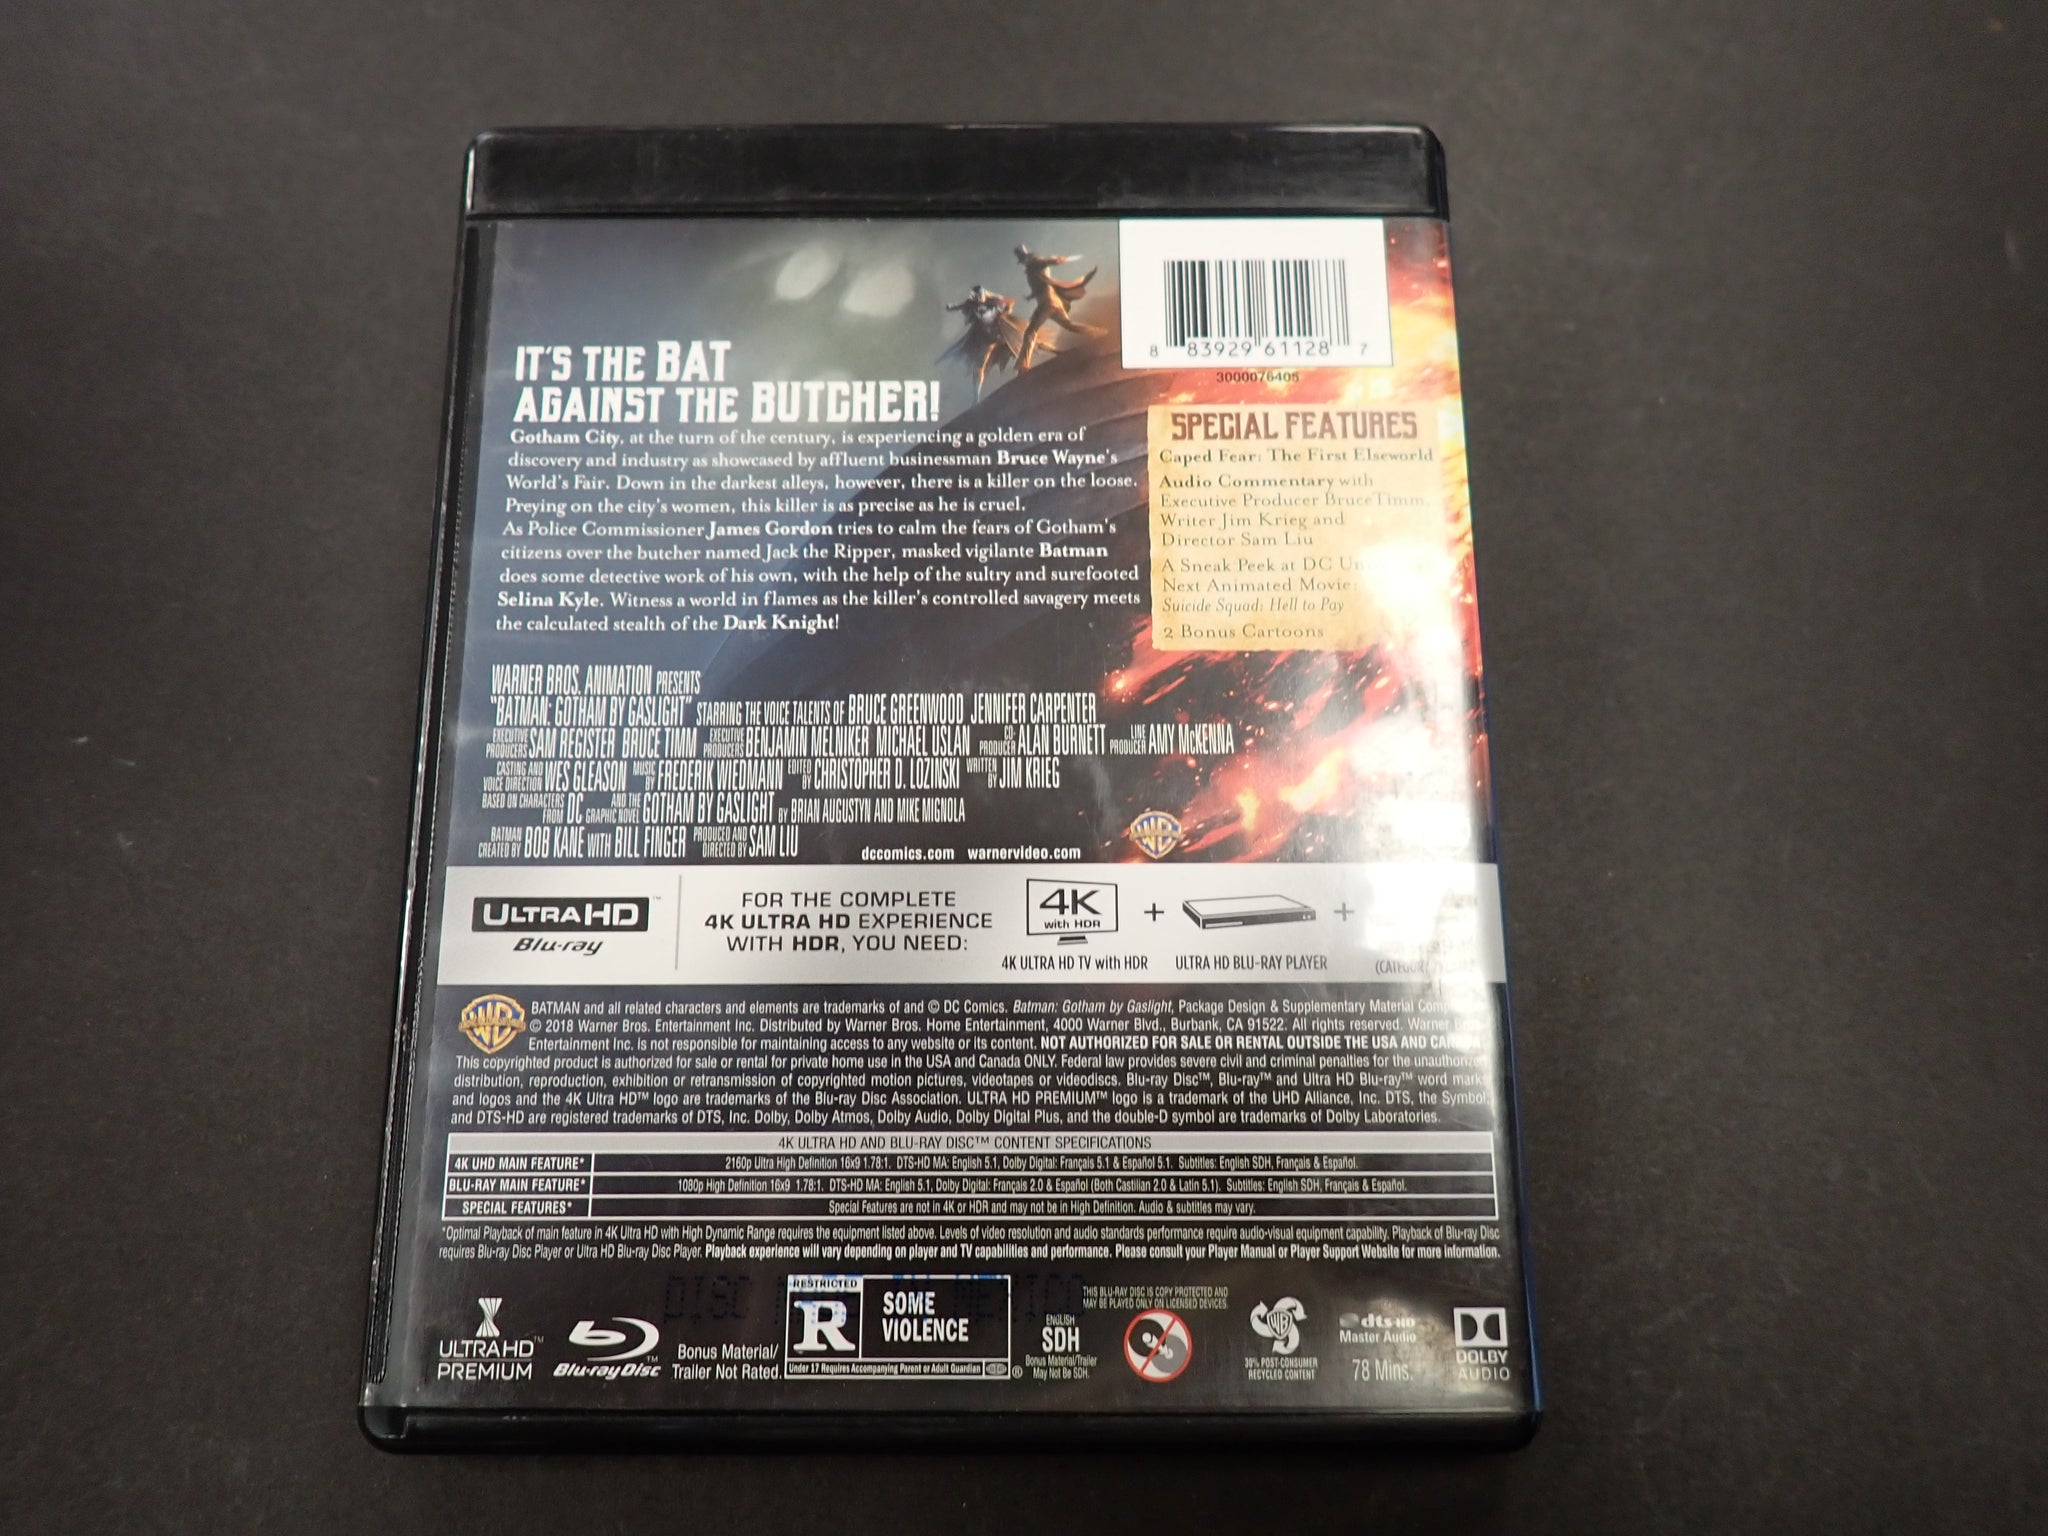 8 83929 61128 7
3000076405
IT'S THE BAT
AGAINST THE BUTCHER!
Gotham City, at the turn of the century, is experiencing a golden era of
discovery and industry as showcased by affluent businessman Bruce Wayne's
World's Fair. Down in the darkest alleys, however, there is a killer on the loose.
Preying on the city's women, this killer is as precise as he is cruel.
As Police Commissioner James Gordon tries to calm the fears of Gotham's
citizens over the butcher named Jack the Ripper, masked vigilante Batman
does some detective work of his own, with the help of the sultry and surefooted
Selina Kyle. Witness a world in flames as the killer's controlled savagery meets
the calculated stealth of the Dark Knight!
SPECIAL FEATURES
Caped Fear: The First Elseworld
Audio Commentary with
Executive Producer Bruce Timm,
Writer Jim Krieg and
Director Sam Liu
A Sneak Peek at DC
Next Animated Movie:
Suicide Squad: Hell to Pay
2 Bonus Cartoons
WARNER BROS. ANIMATION PRESENTS
"BATMAN: GOTHAM BY GASLIGHT" STARRING THE VOICE TALENTS OF BRUCE GREENWOOD JENNIFER CARPENTER
EXECUTIVE PRODUCERS SAM REGISTER BRUCE TIMM EXECUTIVE PRODUCERS BENJAMIN MELNIKER MICHAEL USLAN CO-PRODUCER ALAN BURNETT LINE PRODUCER AMY McKENNA
CASTING AND VOICE DIRECTION WES GLEASON MUSIC BY FREDERIK WIEDMANN EDITED BY CHRISTOPHER D. LOZINSKI WRITTEN BY JIM KRIEG
BASED ON CHARACTERS FROM DC AND THE GRAPHIC NOVEL GOTHAM BY GASLIGHT BY BRIAN AUGUSTYN AND MIKE MIGNOLA
BATMAN CREATED BY BOB KANE WITH BILL FINGER PRODUCED AND DIRECTED BY SAM LIU
dccomics.com warnervideo.com
WB
ULTRA HD™
Blu-ray
FOR THE COMPLETE
4K ULTRA HD EXPERIENCE
WITH HDR, YOU NEED:
4K
with HDR
+ +
4K ULTRA HD TV with HDR
ULTRA HD BLU-RAY PLAYER
WB
BATMAN and all related characters and elements are trademarks of and © DC Comics. Batman: Gotham by Gaslight, Package Design & Supplementary Material
© 2018 Warner Bros. Entertainment Inc. Distributed by Warner Bros. Home Entertainment, 4000 Warner Blvd., Burbank, CA 91522. All rights reserved. Warner Bros.
Entertainment Inc. is not responsible for maintaining access to any website or its content. NOT AUTHORIZED FOR SALE OR RENTAL OUTSIDE THE USA AND CANADA.
This copyrighted product is authorized for sale or rental for private home use in the USA and Canada ONLY. Federal law provides severe civil and criminal penalties for the unauthorized
distribution, reproduction, exhibition or retransmission of copyrighted motion pictures, videotapes or videodiscs. Blu-ray Disc™, Blu-ray™ and Ultra HD Blu-ray™ word marks
and logos and the 4K Ultra HD™ logo are trademarks of the Blu-ray Disc Association. ULTRA HD PREMIUM™ logo is a trademark of the UHD Alliance, Inc. DTS, the Symbol,
and DTS-HD are registered trademarks of DTS, Inc. Dolby, Dolby Atmos, Dolby Audio, Dolby Digital Plus, and the double-D symbol are trademarks of Dolby Laboratories.
4K ULTRA HD AND BLU-RAY DISC™ CONTENT SPECIFICATIONS
4K UHD MAIN FEATURE* 2160p Ultra High Definition 16x9 1.78:1. DTS-HD MA: English 5.1, Dolby Digital: Français 5.1 & Español 5.1. Subtitles: English SDH, Français & Español.
BLU-RAY MAIN FEATURE* 1080p High Definition 16x9 1.78:1. DTS-HD MA: English 5.1, Dolby Digital: Français 2.0 & Español (Both Castilian 2.0 & Latin 5.1). Subtitles: English SDH, Français & Español.
SPECIAL FEATURES* Special Features are not in 4K or HDR and may not be in High Definition. Audio & subtitles may vary.
*Optimal Playback of main feature in 4K Ultra HD with High Dynamic Range requires the equipment listed above. Levels of video resolution and audio standards performance require audio-visual equipment capability. Playback of Blu-ray Disc
requires Blu-ray Disc Player or Ultra HD Blu-ray Disc Player. Playback experience will vary depending on player and TV capabilities and performance. Please consult your Player Manual or Player Support Website for more information.
ULTRA HD™
PREMIUM
Blu-ray Disc™
Bonus Material/
Trailer Not Rated.
RESTRICTED
R
SOME
VIOLENCE
Under 17 Requires Accompanying Parent or Adult Guardian ®
ENGLISH
SDH
Bonus Material/Trailer
May Not Be SDH.
THIS BLU-RAY DISC IS COPY PROTECTED AND
MAY BE PLAYED ONLY ON LICENSED DEVICES.
WB
30% POST-CONSUMER
RECYCLED CONTENT
dts-HD
Master Audio
78 Mins.
DOLBY
AUDIO